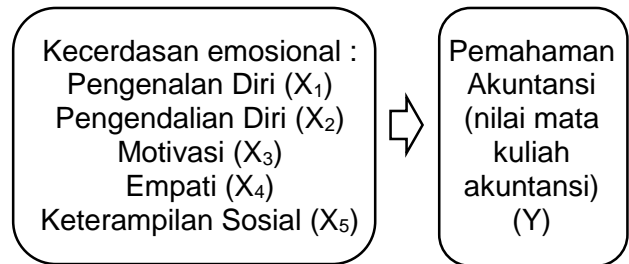 Kecerdasan emosional :
Pengenalan Diri (X₁)
Pengendalian Diri (X₂)
Motivasi (X₃)
Empati (X₄)
Keterampilan Sosial (X₅)
Pemahaman
Akuntansi
(nilai mata
kuliah
akuntansi)
(Y)